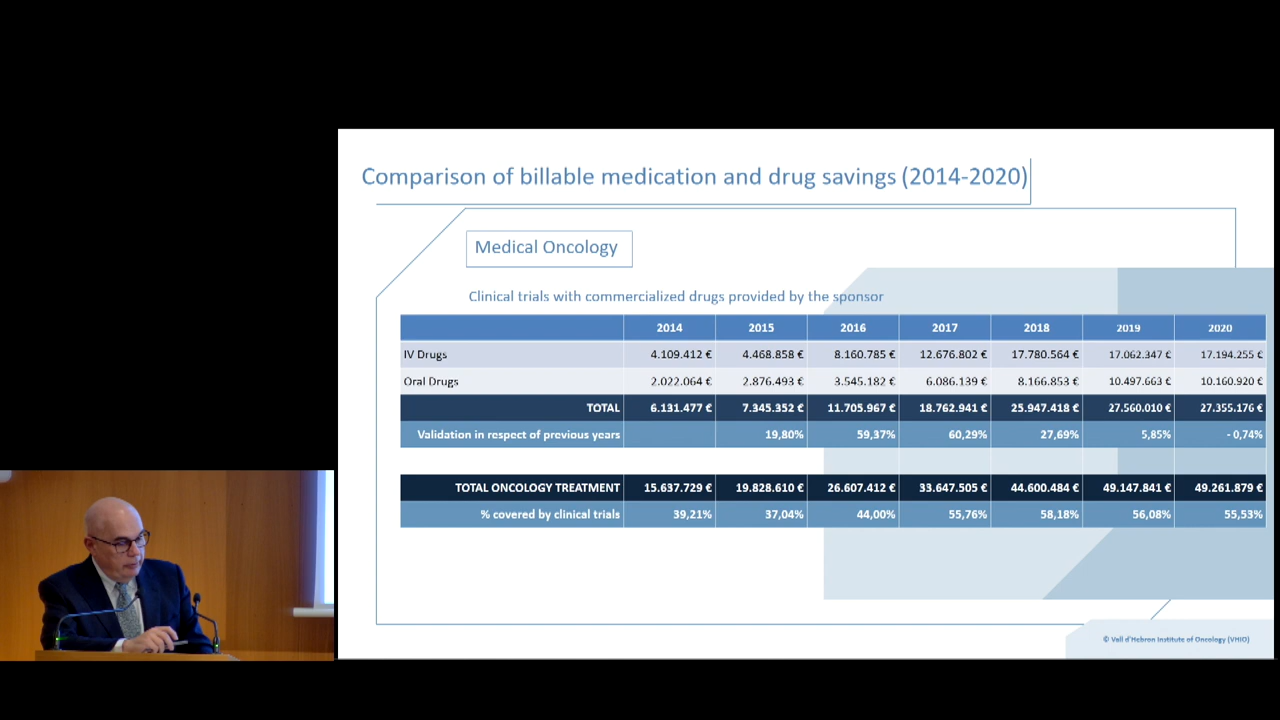 Comparison of billable medication and drug savings (2014-2020)
Medical Oncology
Clinical trials with commercialized drugs provided by the sponsor
2014 2015 2016 2017 2018 2019 2020
IV Drugs 4.109.412 € 4.468.858 € 8.160.785 € 12.676.802 € 17.780.564 € 17.062.347 € 17.194.255 €
Oral Drugs 2.022.064 € 2.876.493 € 3.545.182 € 6.086.139 € 8.166.853 € 10.497.663 € 10.160.920 €
TOTAL 6.131.477 € 7.345.352 € 11.705.967 € 18.762.941 € 25.947.418 € 27.560.010 € 27.355.176 €
Validation in respect of previous years 19,80% 59,37% 60,29% 27,69% 5,85% - 0,74%
TOTAL ONCOLOGY TREATMENT 15.637.729 € 19.828.610 € 26.607.412 € 33.647.505 € 44.600.484 € 49.147.841 € 49.261.879 €
% covered by clinical trials 39,21% 37,04% 44,00% 55,76% 58,18% 56,08% 55,53%
© Vall d'Hebron Institute of Oncology (VHIO)